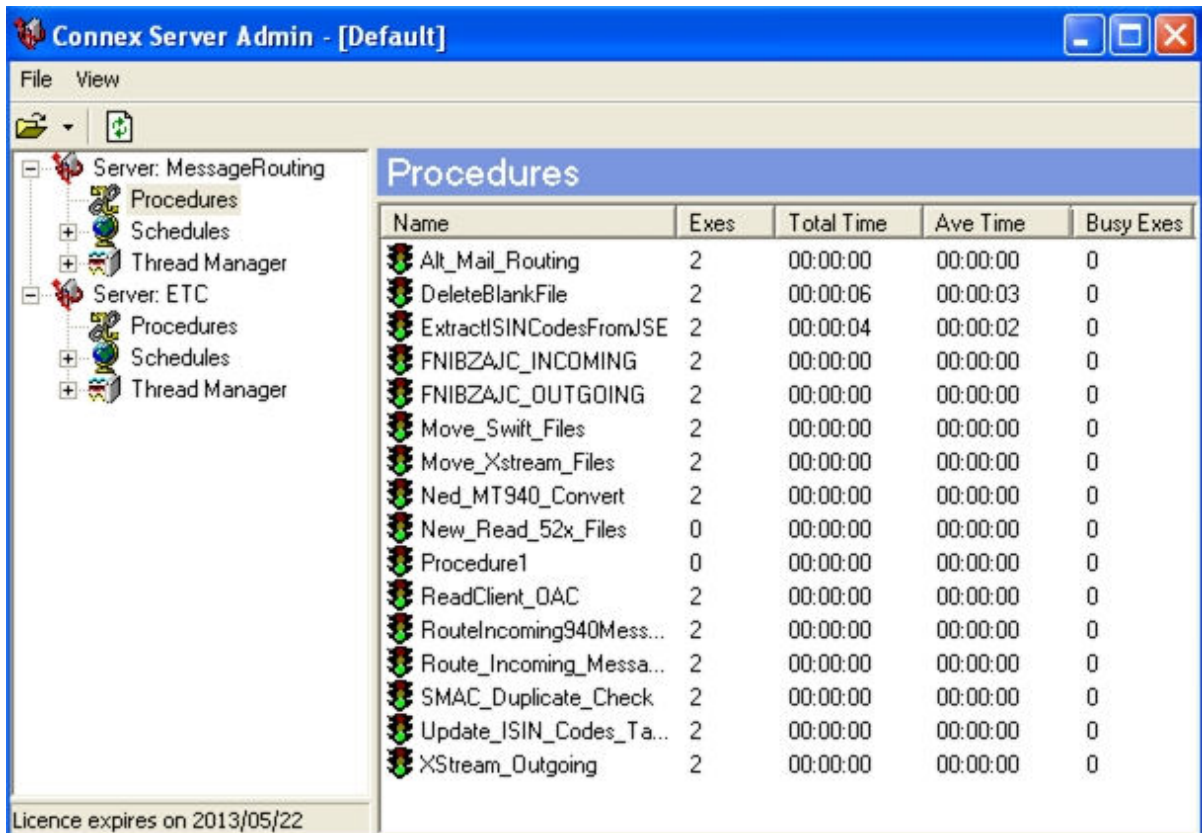 Connex Server Admin - [Default]
File View
Server: MessageRouting
Procedures
Schedules
Thread Manager
Server: ETC
Procedures
Schedules
Thread Manager
Licence expires on 2013/05/22
Procedures
Name Exes Total Time Ave Time Busy Exes
Alt_Mail_Routing 2 00:00:00 00:00:00 0
DeleteBlankFile 2 00:00:06 00:00:03 0
ExtractISINCodesFromJSE 2 00:00:04 00:00:02 0
FNIBZAJC_INCOMING 2 00:00:00 00:00:00 0
FNIBZAJC_OUTGOING 2 00:00:00 00:00:00 0
Move_Swift_Files 2 00:00:00 00:00:00 0
Move_Xstream_Files 2 00:00:00 00:00:00 0
Ned_MT940_Convert 2 00:00:00 00:00:00 0
New_Read_52x_Files 0 00:00:00 00:00:00 0
Procedure1 0 00:00:00 00:00:00 0
ReadClient_OAC 2 00:00:00 00:00:00 0
RouteIncoming940Mess... 2 00:00:00 00:00:00 0
Route_Incoming_Messa... 2 00:00:00 00:00:00 0
SMAC_Duplicate_Check 2 00:00:00 00:00:00 0
Update_ISIN_Codes_Ta... 2 00:00:00 00:00:00 0
XStream_Outgoing 2 00:00:00 00:00:00 0